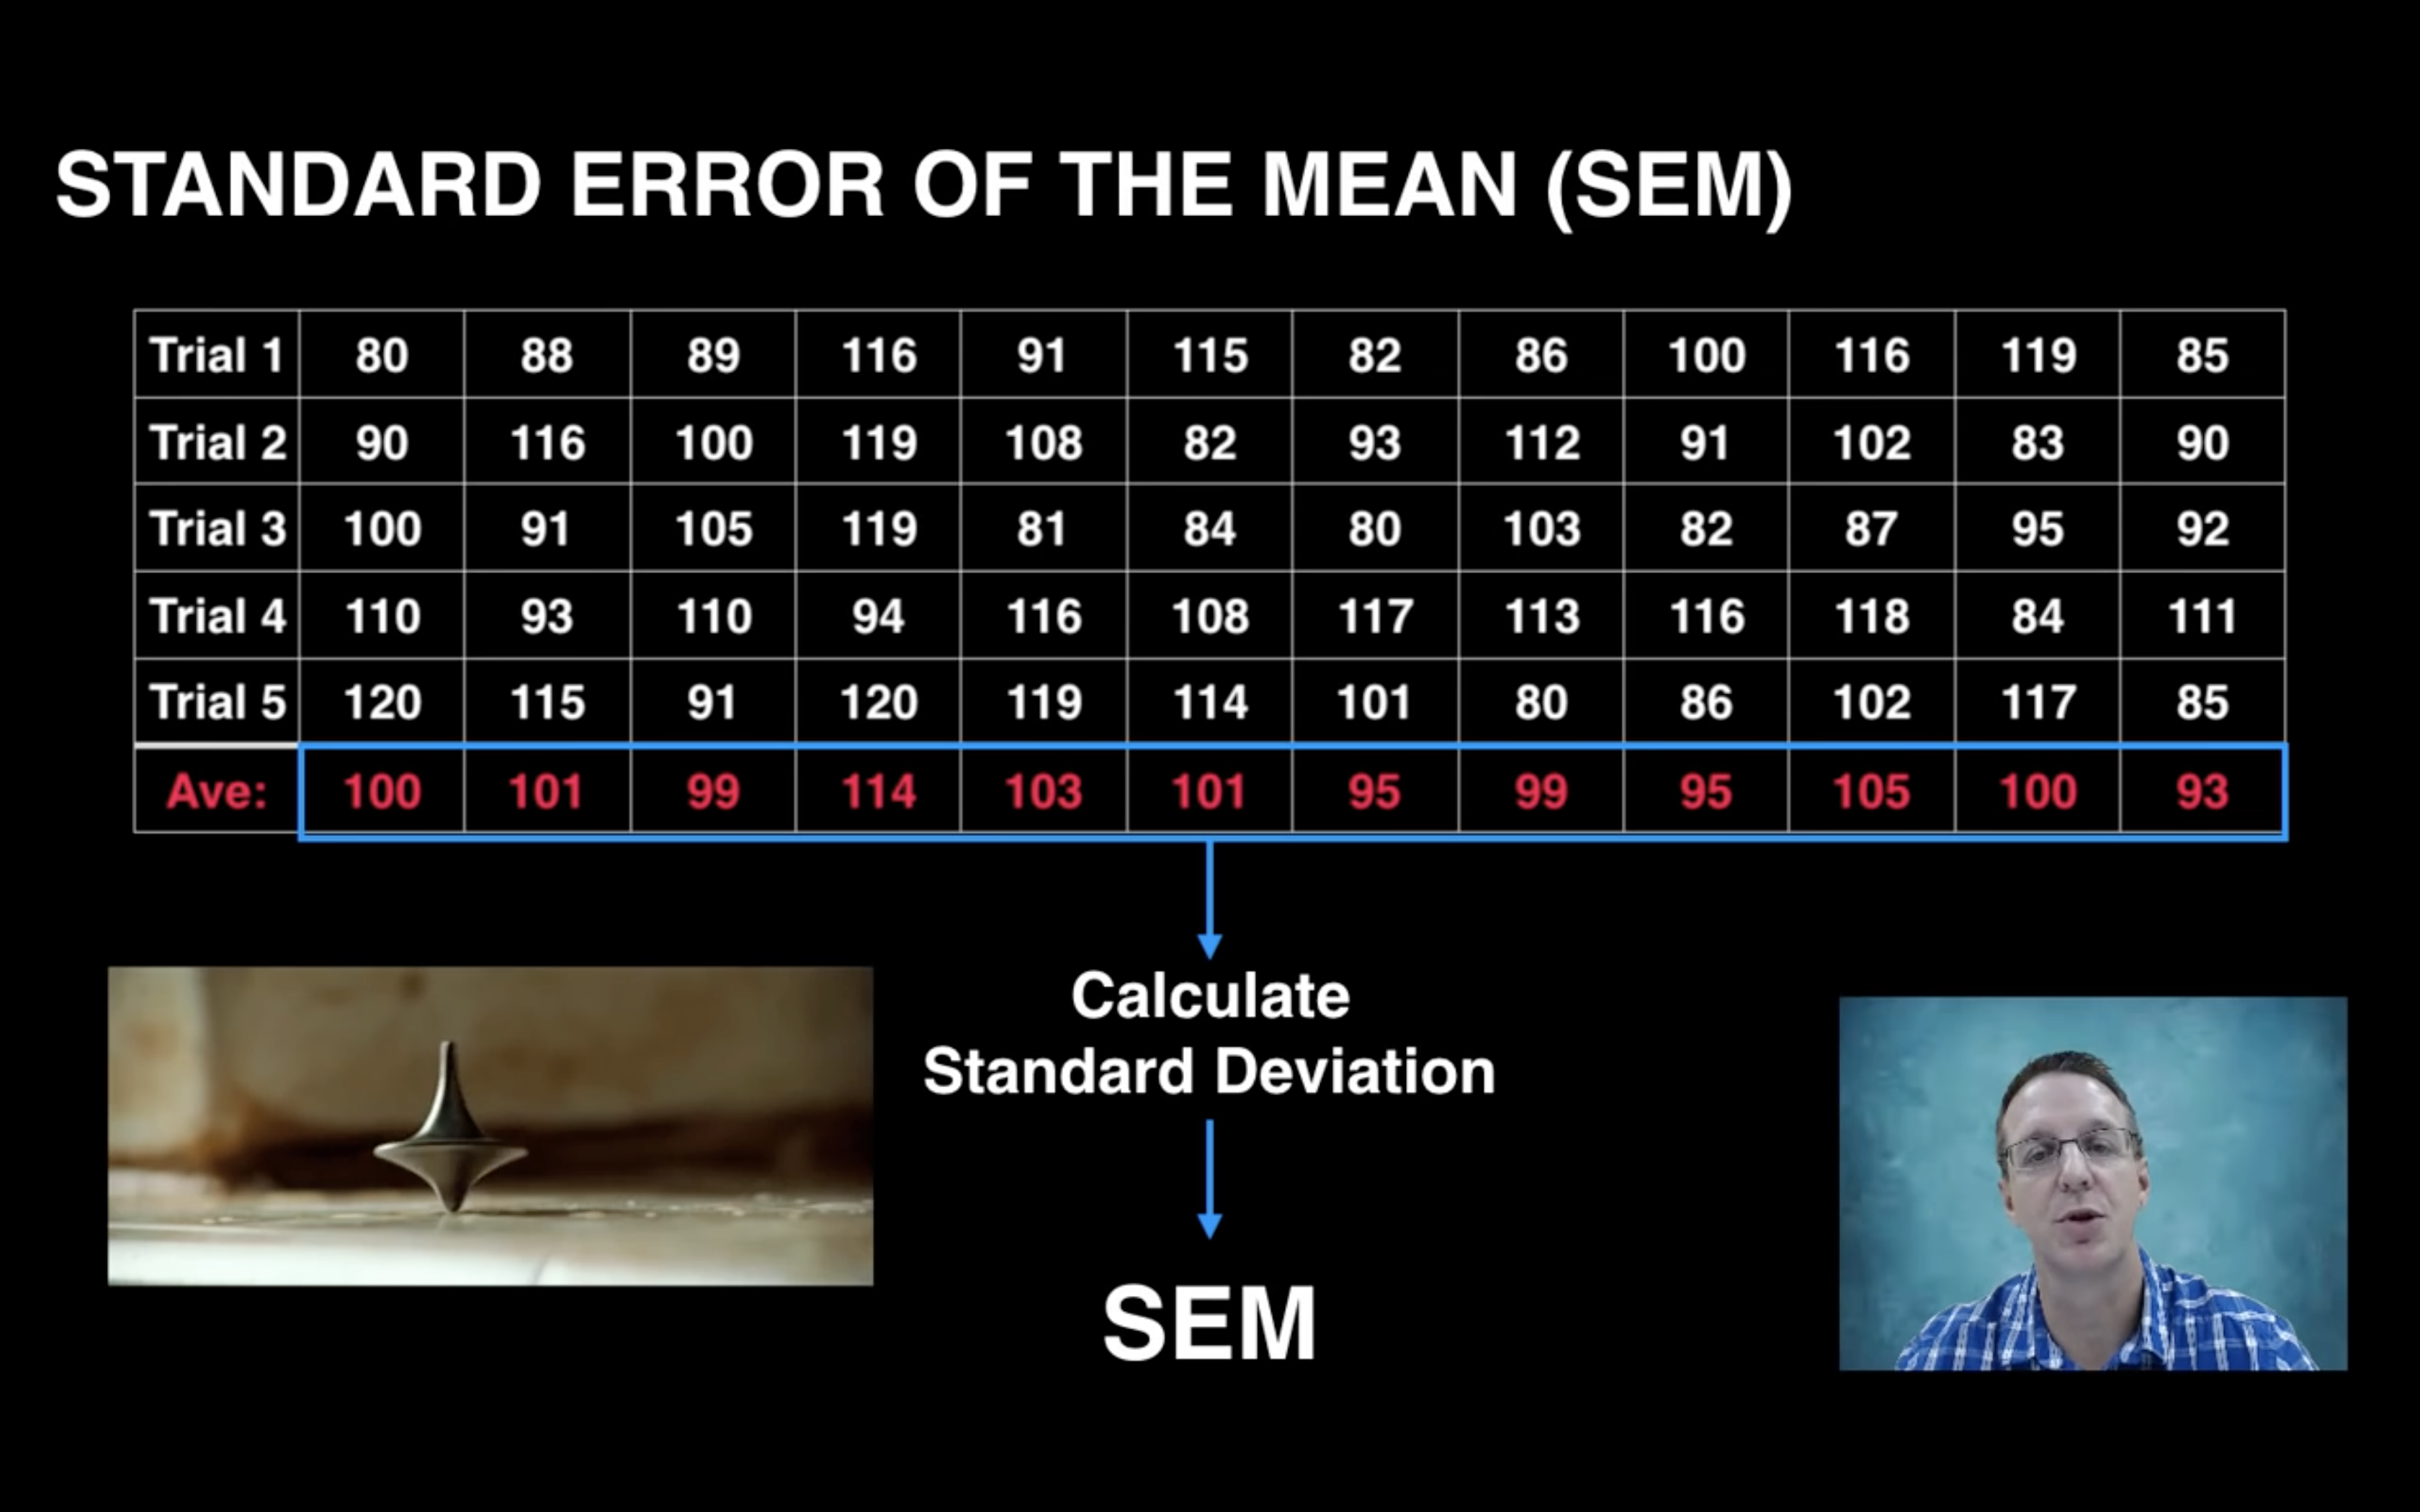 STANDARD ERROR OF THE MEAN (SEM)
Trial 1 80 88 89 116 91 115 82 86 100 116 119 85
Trial 2 90 116 100 119 108 82 93 112 91 102 83 90
Trial 3 100 91 105 119 81 84 80 103 82 87 95 92
Trial 4 110 93 110 94 116 108 117 113 116 118 84 111
Trial 5 120 115 91 120 119 114 101 80 86 102 117 85
Ave: 100 101 99 114 103 101 95 99 95 105 100 93
Calculate
Standard Deviation
SEM